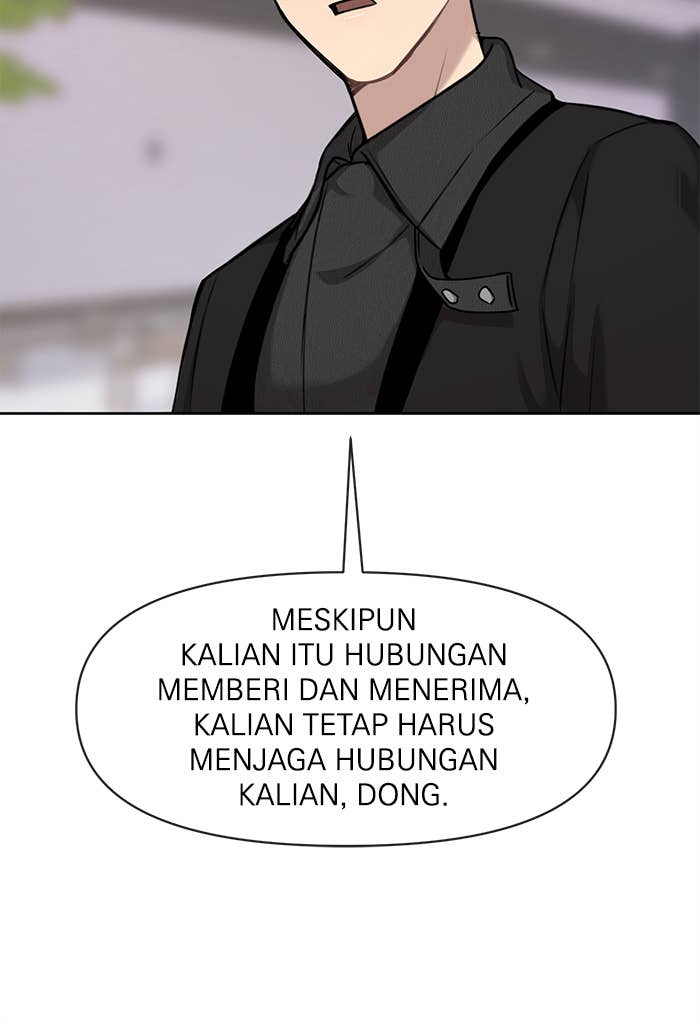 MESKIPUN
KALIAN ITU HUBUNGAN
MEMBERI DAN MENERIMA,
KALIAN TETAP HARUS
MENJAGA HUBUNGAN
KALIAN, DONG.